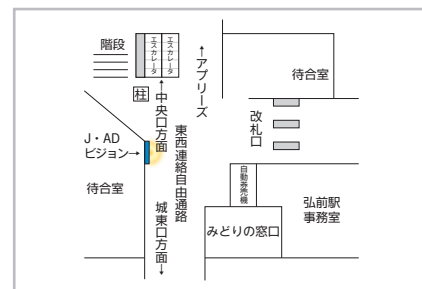 階段
エスカレータ
エスカレータ
←アプリーズ
待合室
柱
←中央口方面
改札口
J・AD
ビジョン→
東西連絡自由通路
自動券売機
待合室
城東口方面→
みどりの窓口
弘前駅
事務室